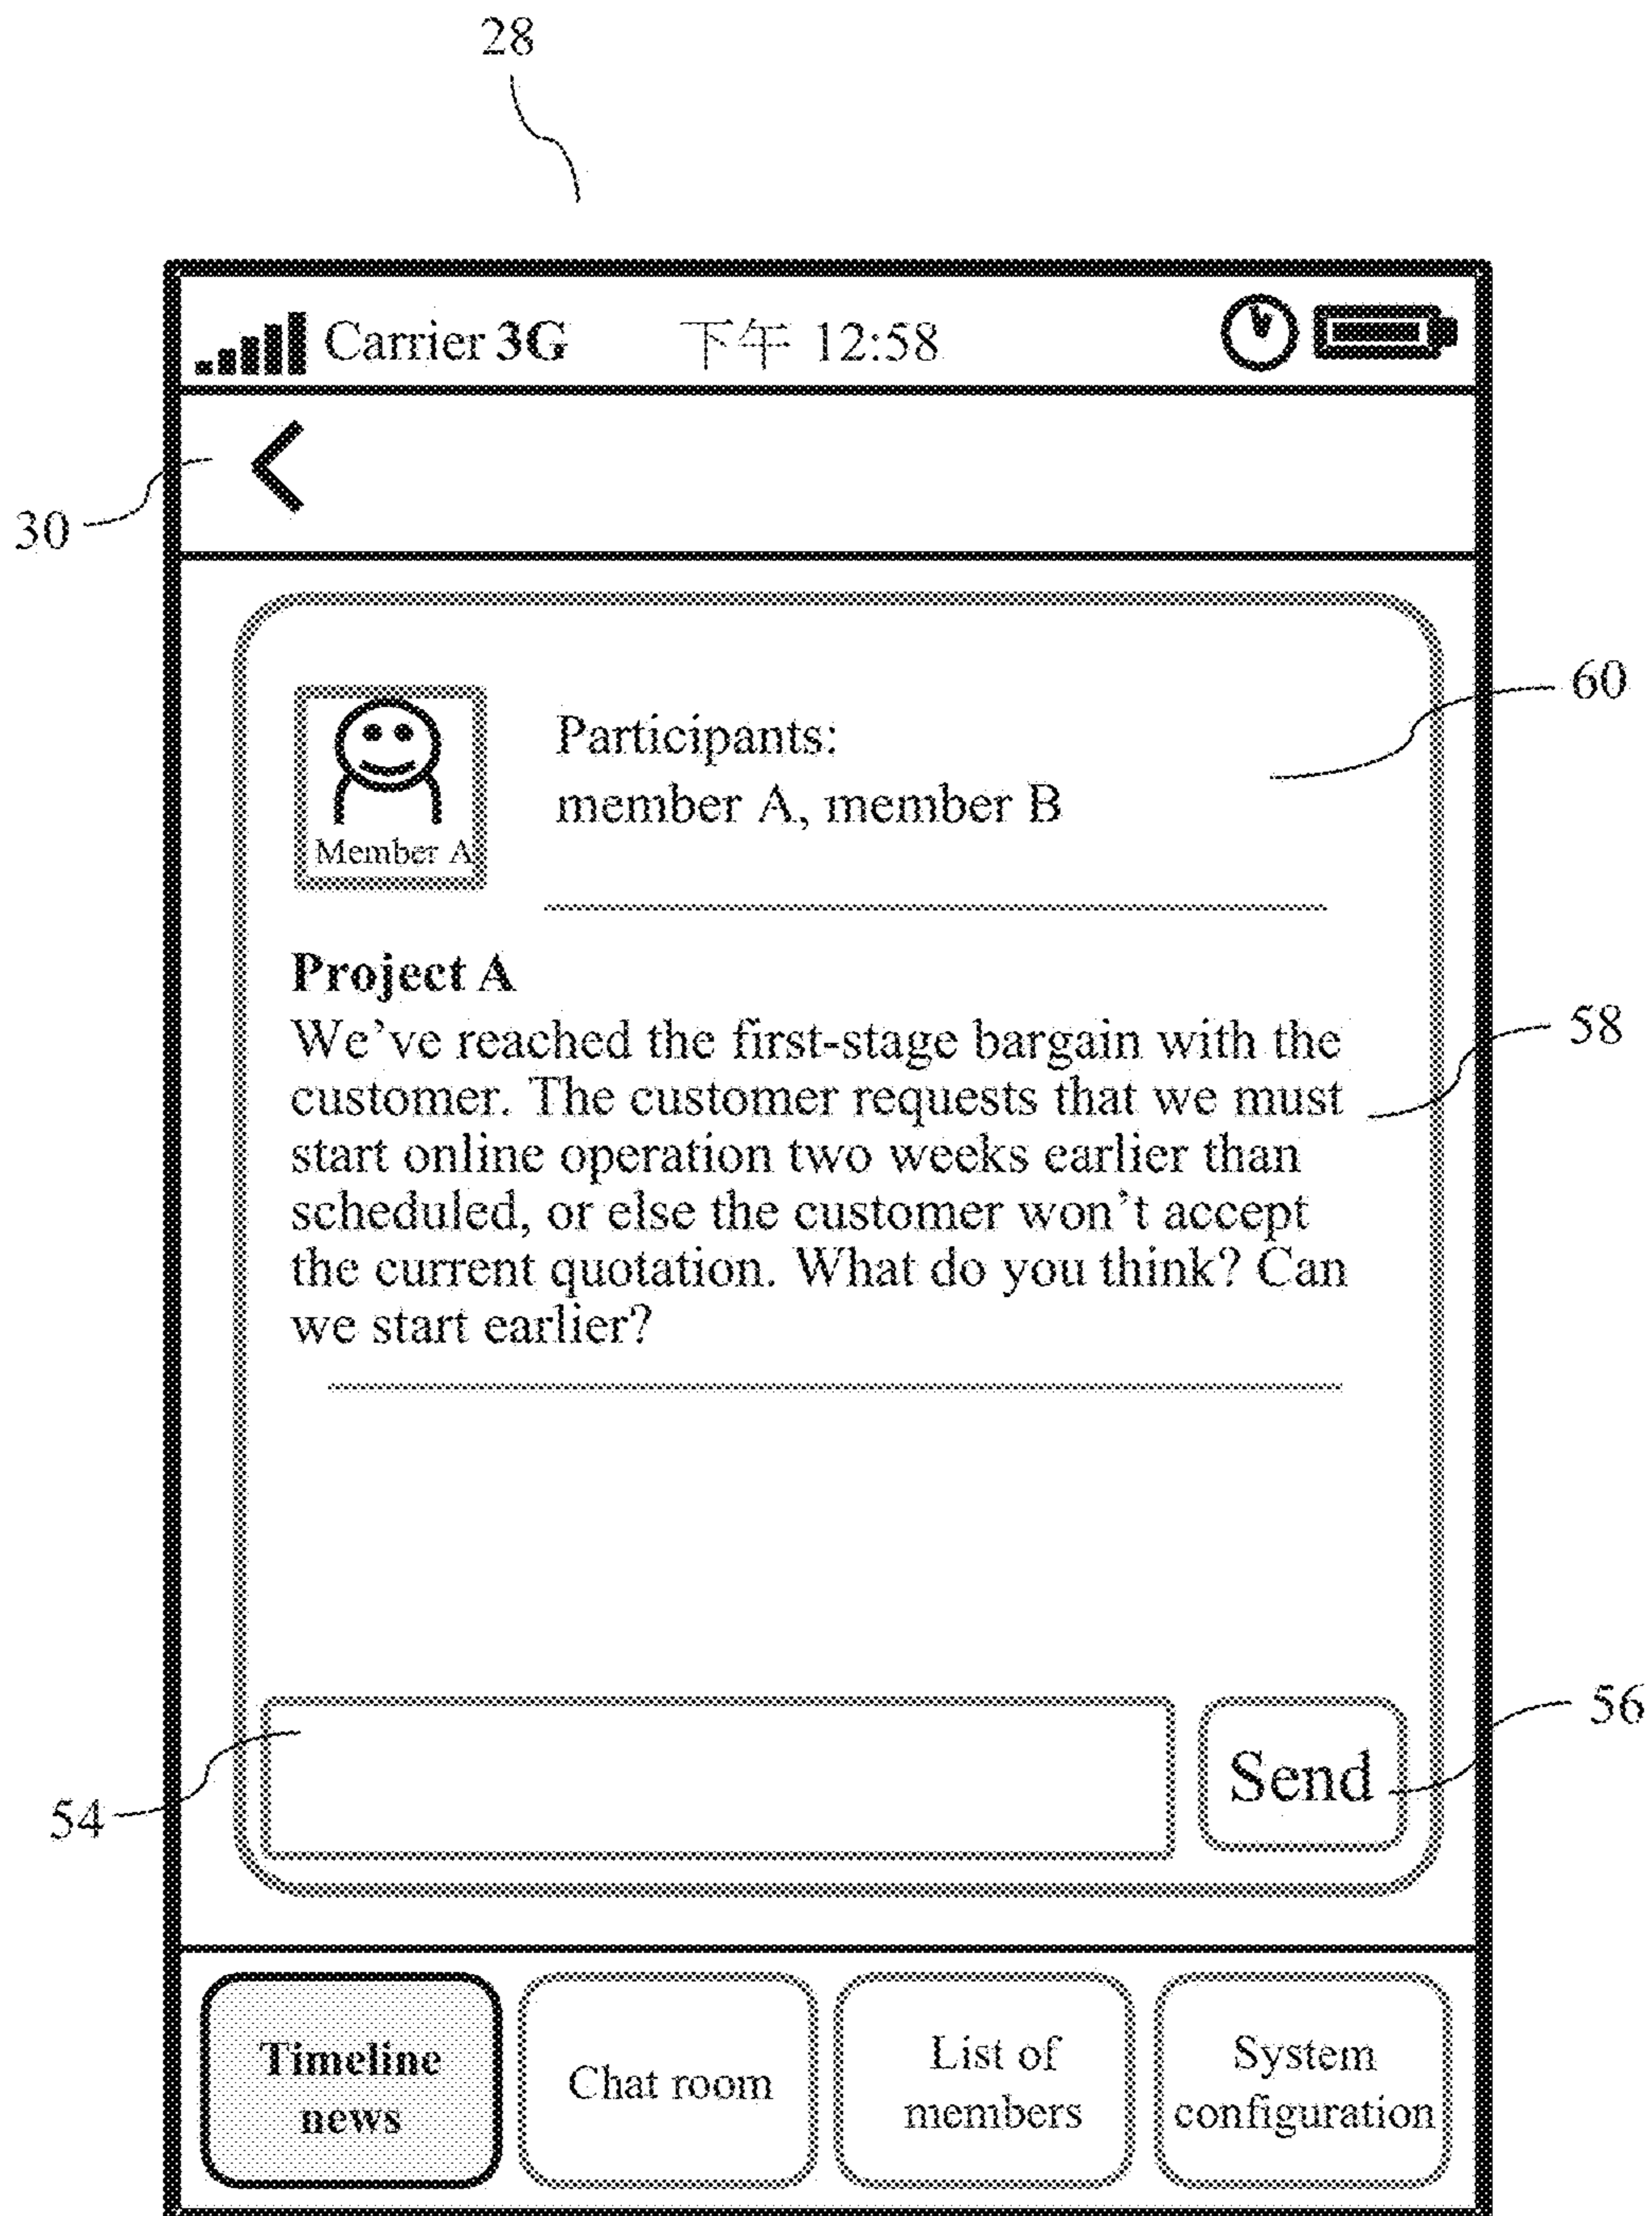 28
Carrier 3G 下午 12:58
30
60
Participants:
member A, member B
Member A
Project A
We’ve reached the first-stage bargain with the
58
customer. The customer requests that we must
start online operation two weeks earlier than
scheduled, or else the customer won’t accept
the current quotation. What do you think? Can
we start earlier?
56
Send
54
Timeline
news
Chat room
List of
members
System
configuration